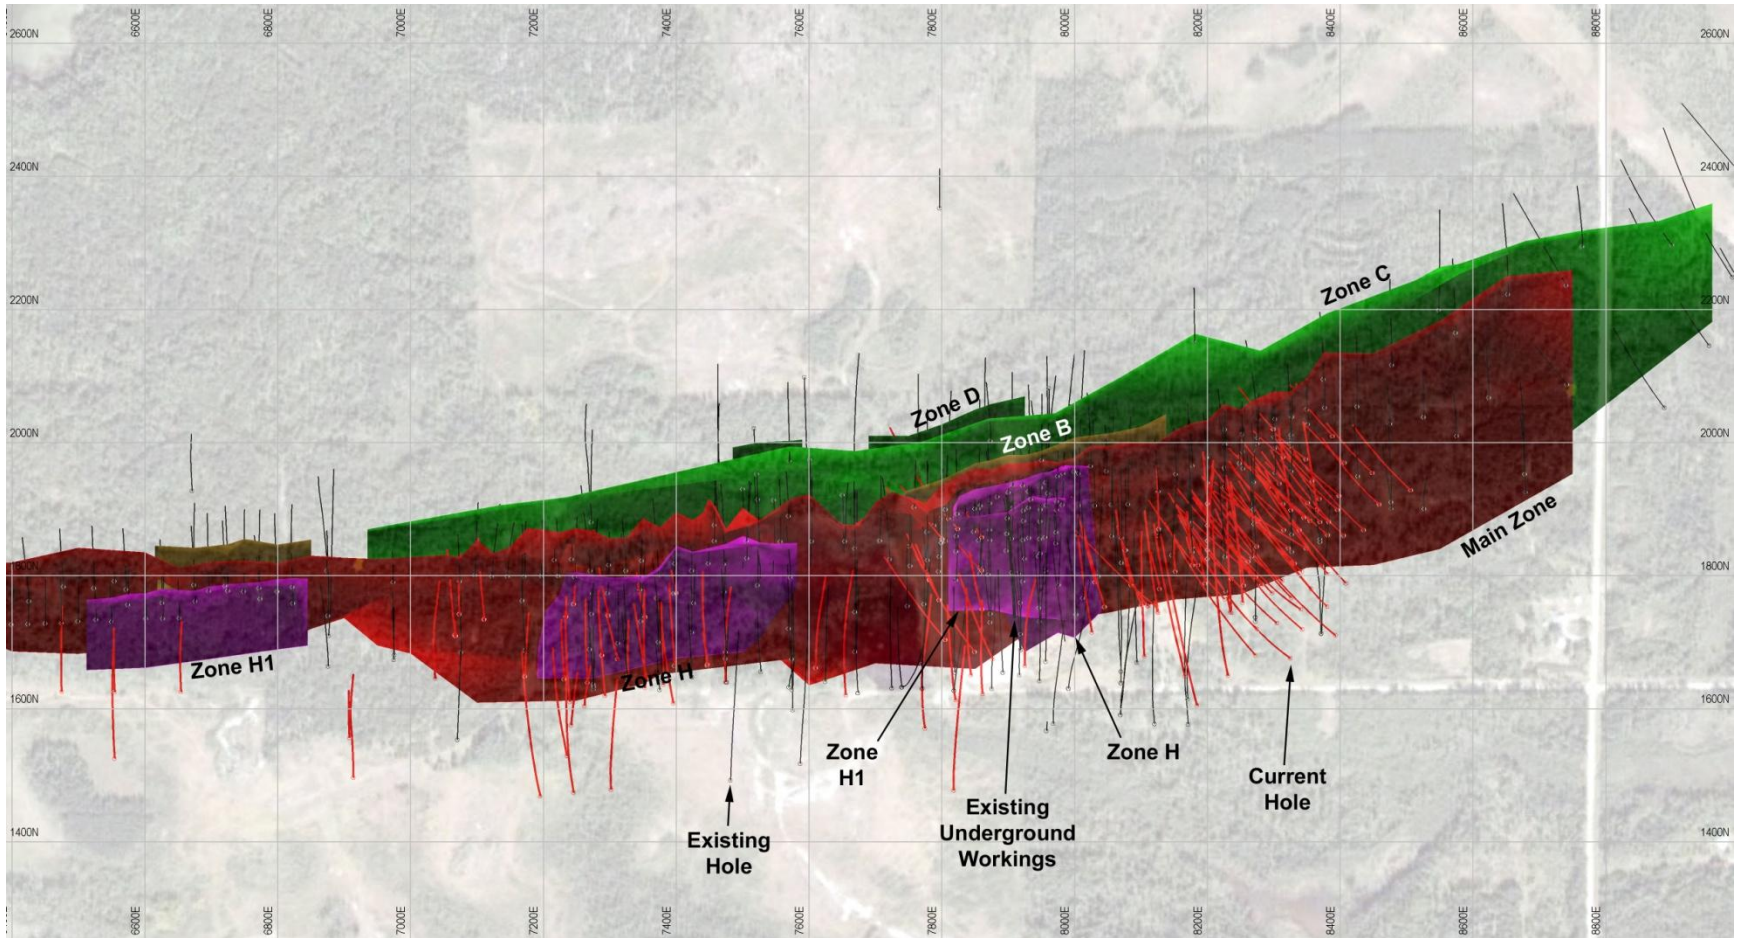 6600E
6800E
7000E
7200E
7400E
7600E
7800E
8000E
8200E
8400E
8600E
8800E
2600N
2600N
2400N
2400N
Zone C
2200N
2200N
Zone D
Zone B
2000N
2000N
Main Zone
1800N
1800N
Zone H1
Zone H
1600N
1600N
Zone
H1
Zone H
Current
Hole
Existing
Underground
Workings
Existing
Hole
1400N
1400N
6600E
6800E
7000E
7200E
7400E
7600E
7800E
8000E
8200E
8400E
8600E
8800E